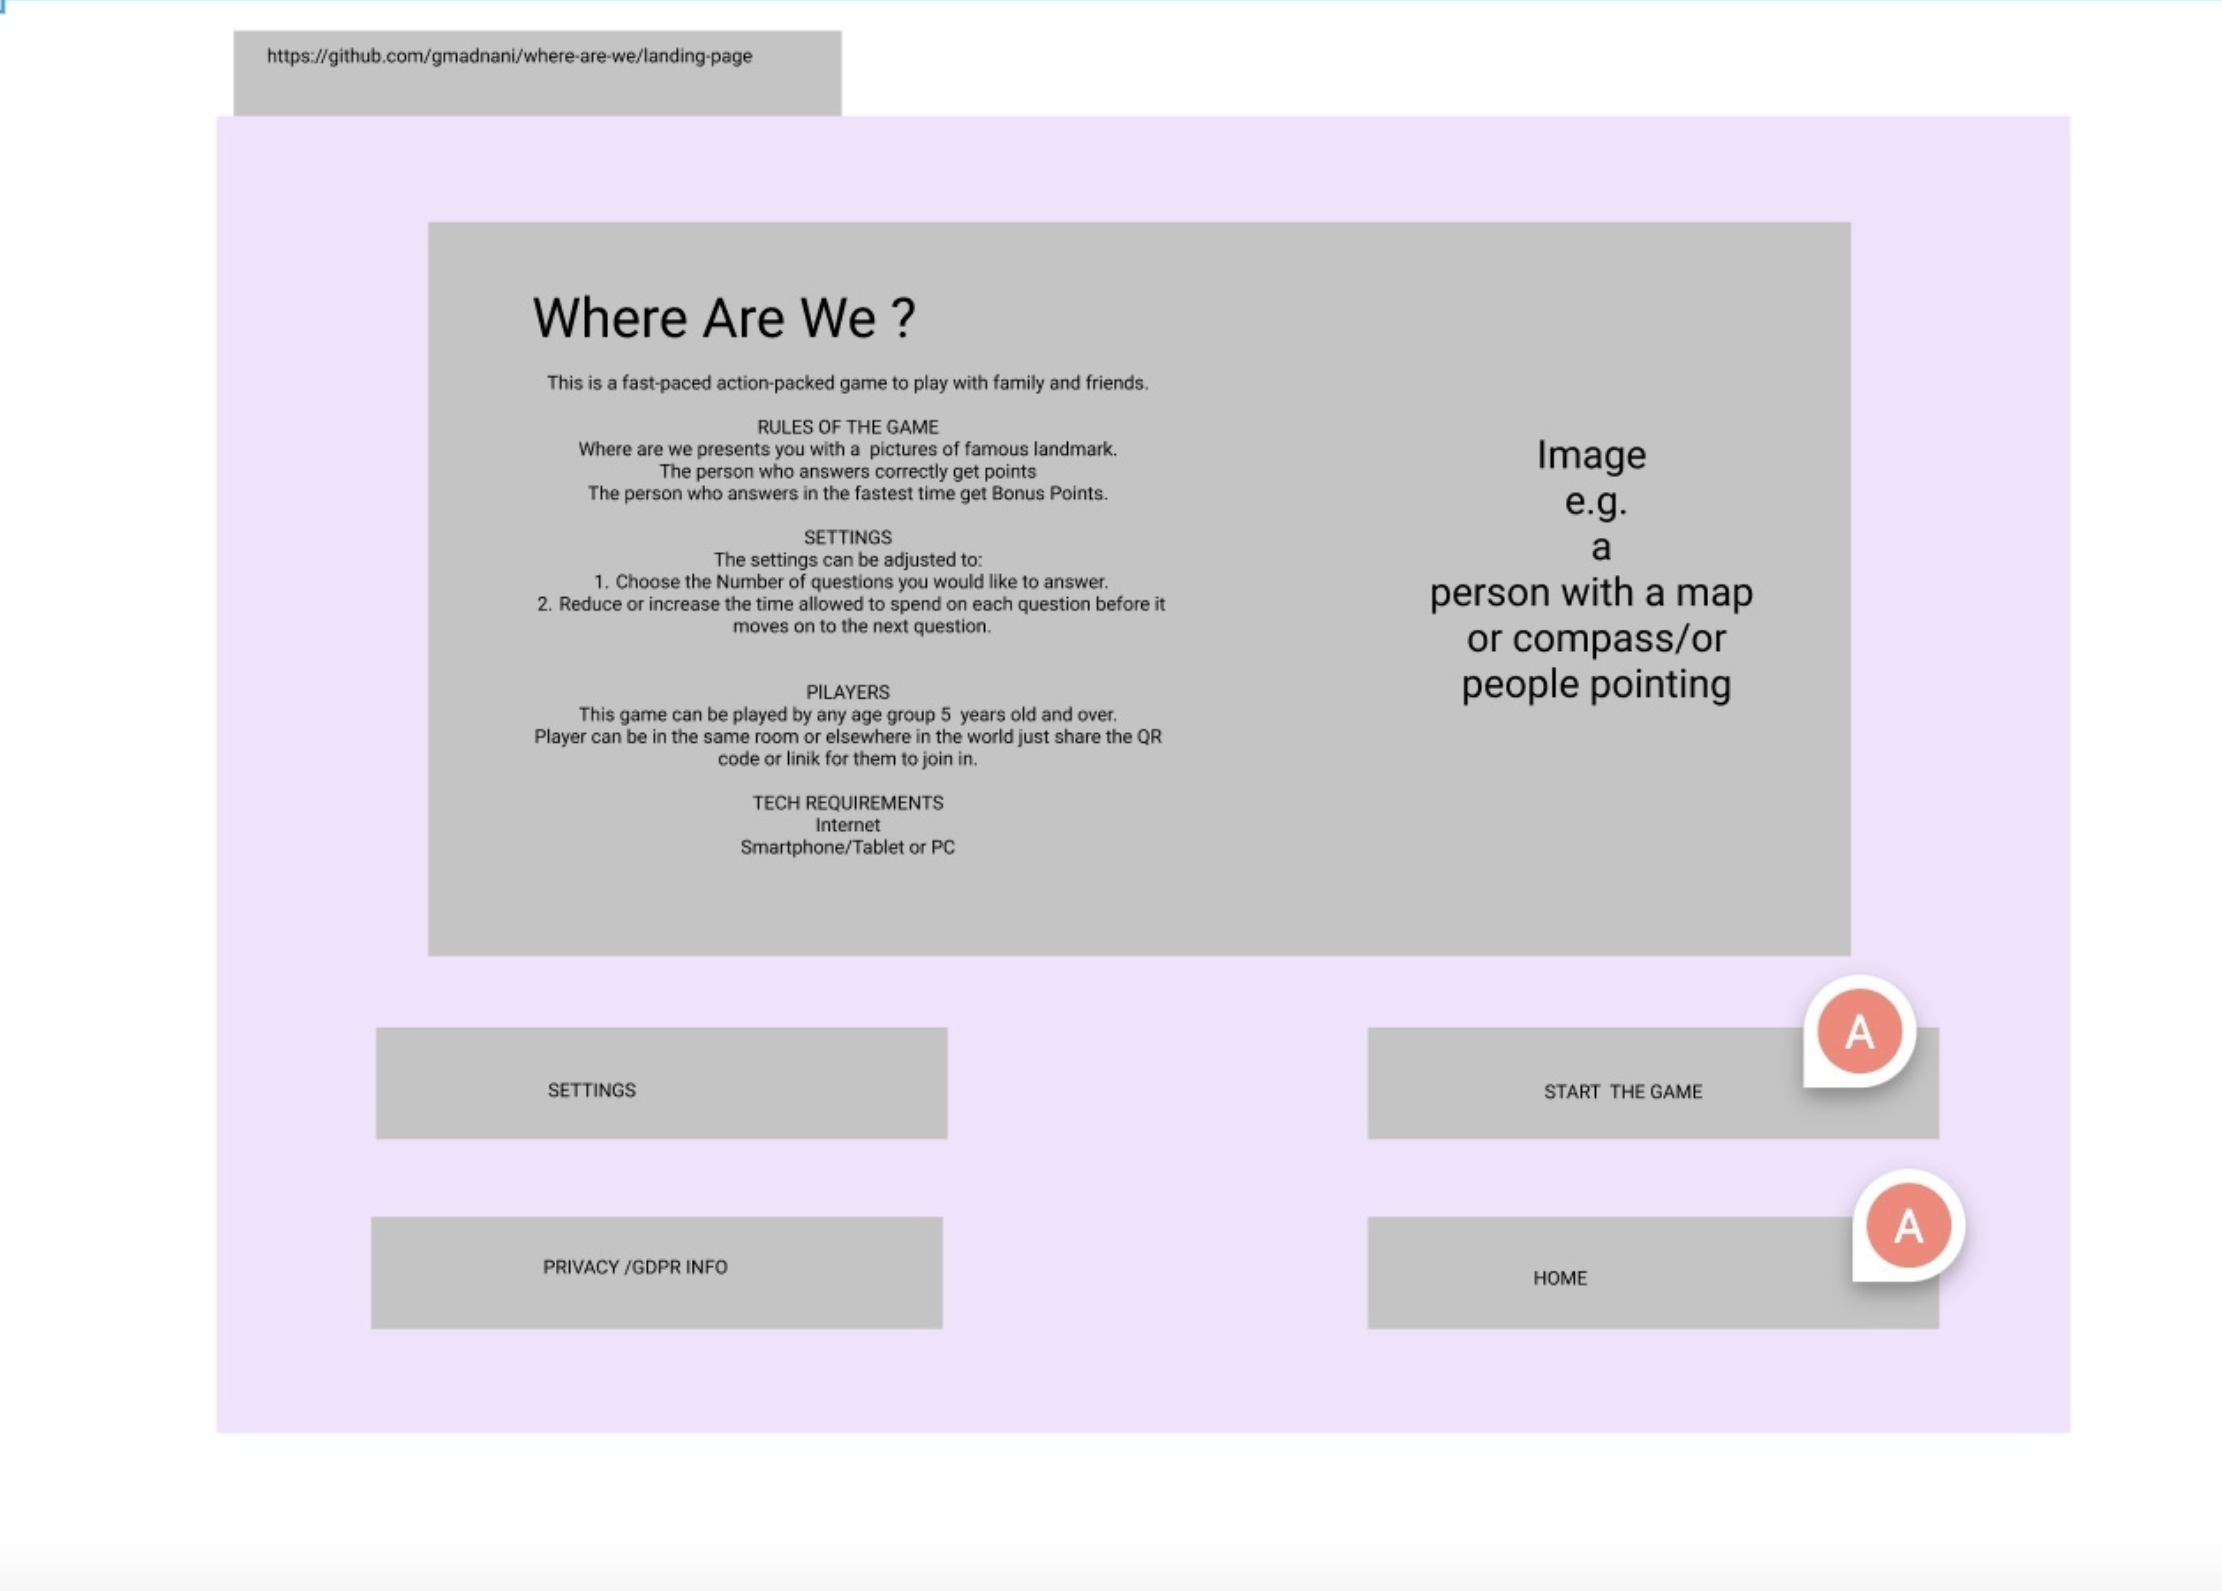 https://github.com/gmadnani/where-are-we/landing-page
Where Are We ?
This is a fast-paced action-packed game to play with family and friends.
RULES OF THE GAME
Where are we presents you with a  pictures of famous landmark.
The person who answers correctly get points
The person who answers in the fastest time get Bonus Points.
SETTINGS
The settings can be adjusted to:
1. Choose the Number of questions you would like to answer.
2. Reduce or increase the time allowed to spend on each question before it
moves on to the next question.
PlLAYERS
This game can be played by any age group 5  years old and over.
Player can be in the same room or elsewhere in the world just share the QR
code or linik for them to join in.
TECH REQUIREMENTS
Internet
Smartphone/Tablet or PC
Image
e.g.
a
person with a map
or compass/or
people pointing
SETTINGS
START  THE GAME
A
PRIVACY /GDPR INFO
HOME
A